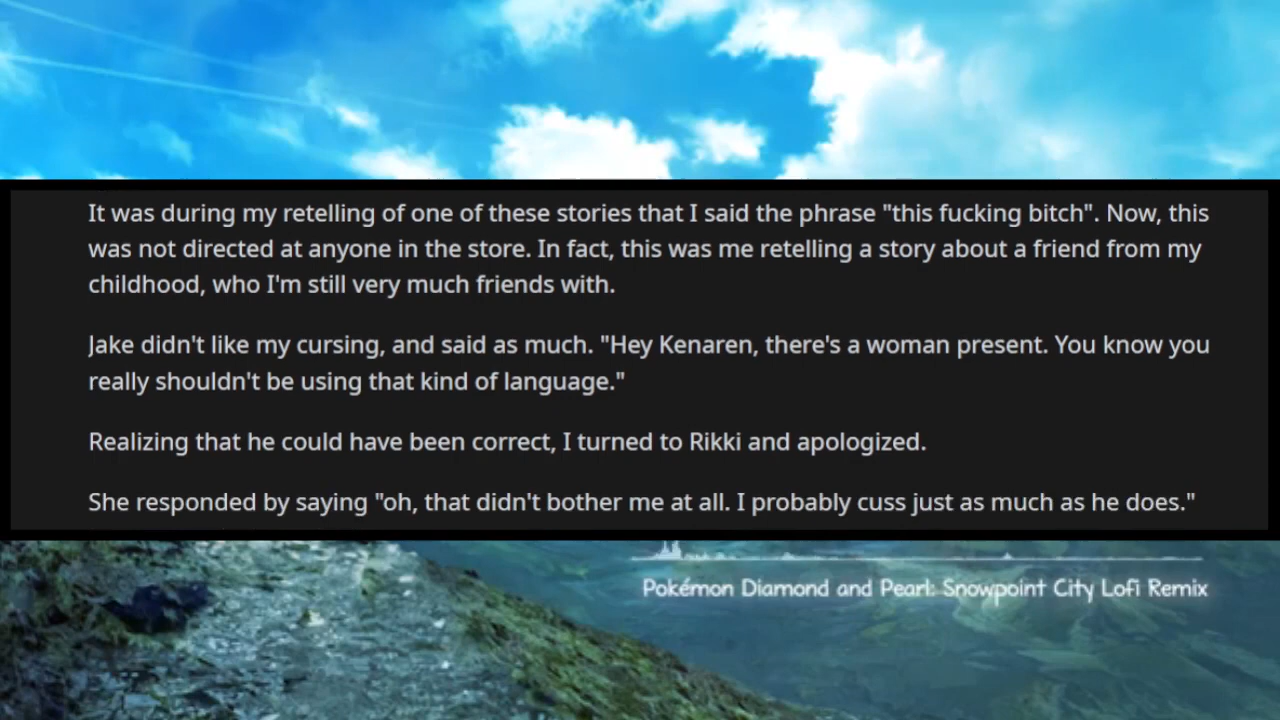 It was during my retelling of one of these stories that I said the phrase "this fucking bitch". Now, this
was not directed at anyone in the store. In fact, this was me retelling a story about a friend from my
childhood, who I'm still very much friends with.
Jake didn't like my cursing, and said as much. "Hey Kenaren, there's a woman present. You know you
really shouldn't be using that kind of language."
Realizing that he could have been correct, I turned to Rikki and apologized.
She responded by saying "oh, that didn't bother me at all. I probably cuss just as much as he does."
Pokémon Diamond and Pearl: Snowpoint City Lofi Remix